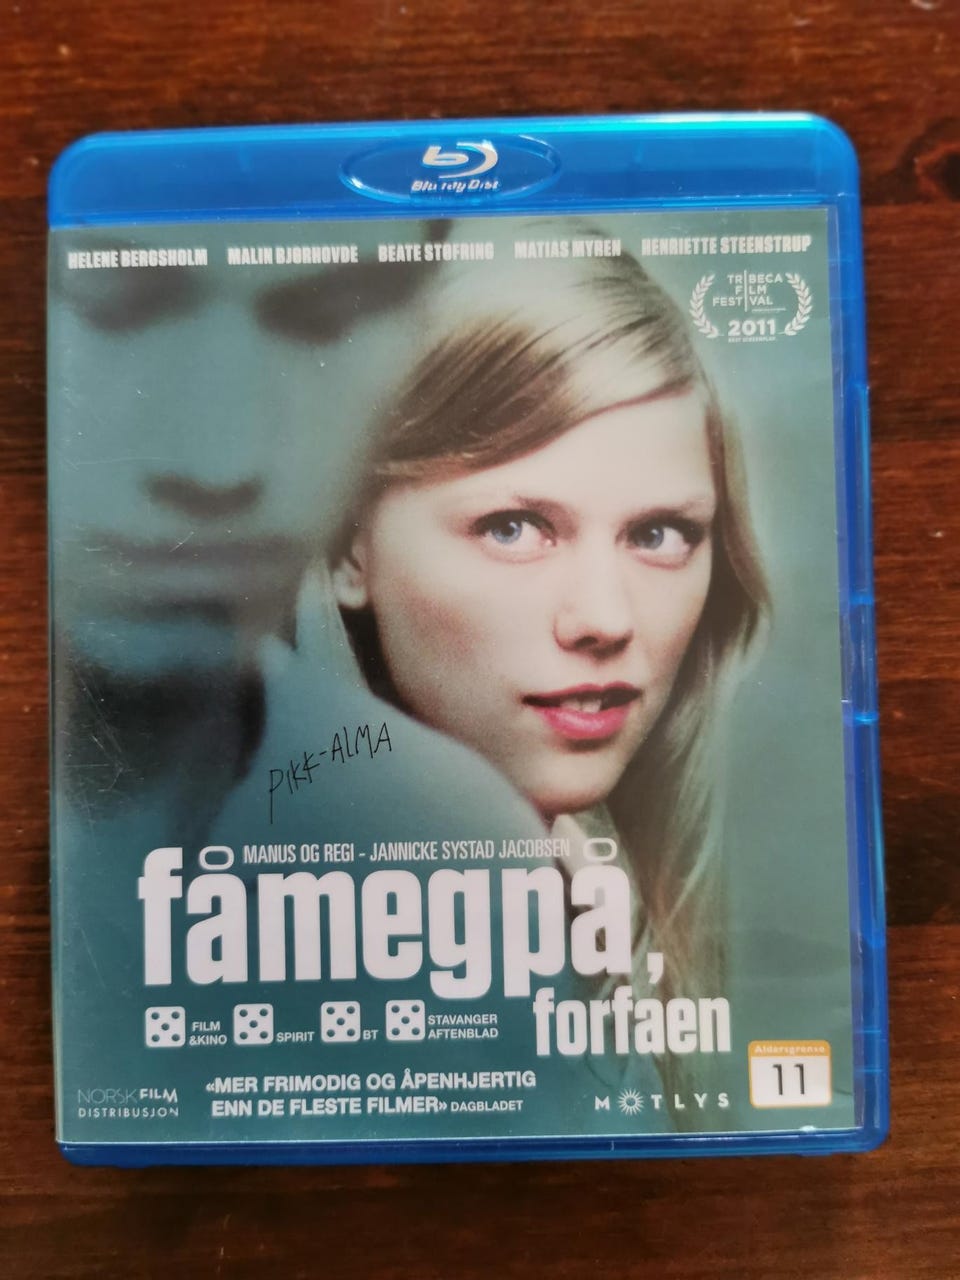 Blu-ray Disc
HELENE BERGSHOLM MALIN BJØRHOVDE BEATE STØFRING MATIAS MYREN HENRIETTE STEENSTRUP
TRIBECA
FILM
FESTIVAL
2011
BEST SCREENPLAY
PIKK-ALMA
MANUS OG REGI - JANNICKE SYSTAD JACOBSEN
fåmegpå,
forfaen
FILM
&KINO
SPIRIT
BT
STAVANGER
AFTENBLAD
«MER FRIMODIG OG ÅPENHJERTIG
ENN DE FLESTE FILMER» DAGBLADET
NORSK FILM
DISTRIBUSJON
MOTLYS
Aldersgrense
11